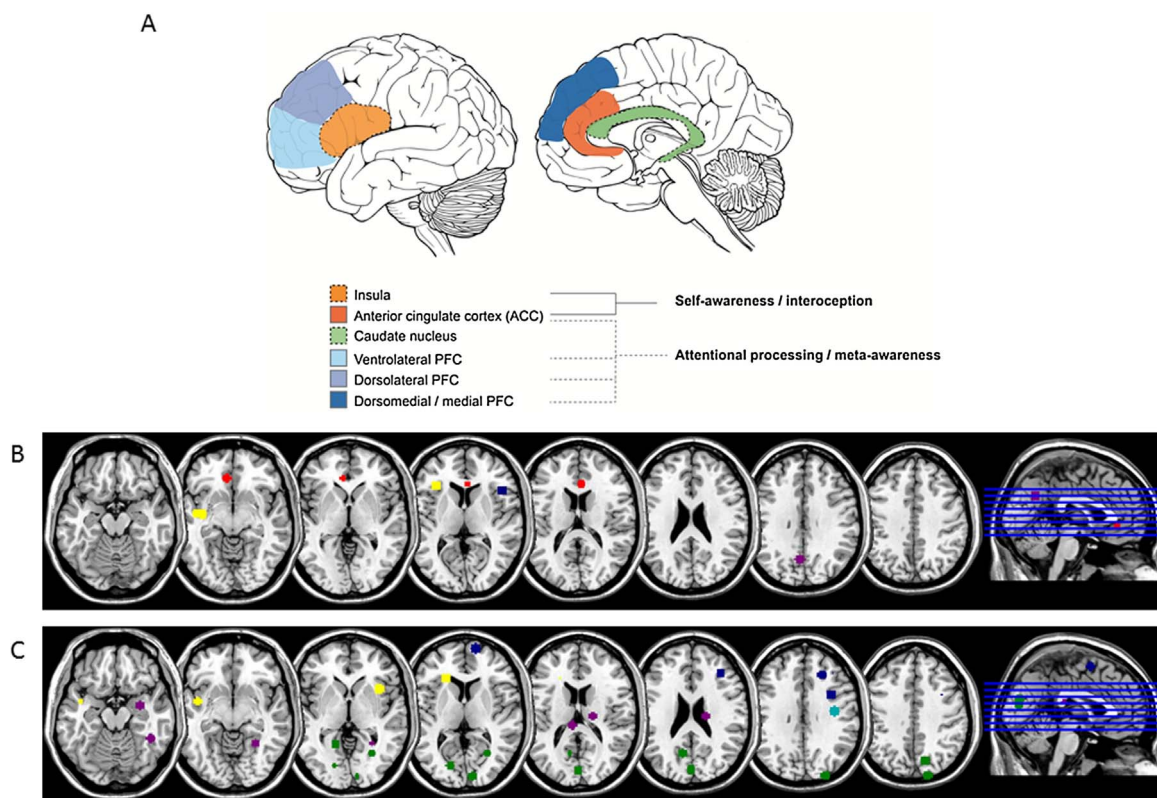 A
Insula
Anterior cingulate cortex (ACC)
Caudate nucleus
Ventrolateral PFC
Dorsolateral PFC
Dorsomedial / medial PFC
Self-awareness / interoception
Attentional processing / meta-awareness
B
C